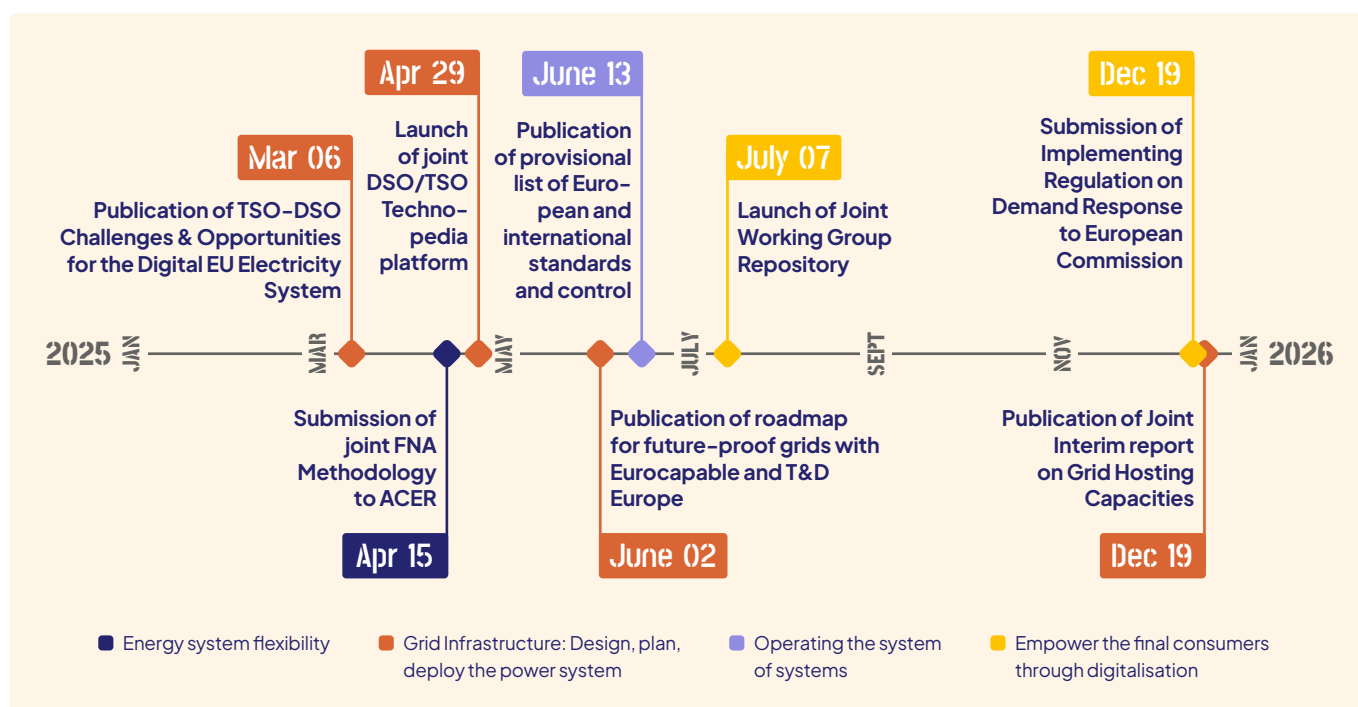 Mar 06
Publication of TSO-DSO
Challenges & Opportunities
for the Digital EU Electricity
System
Apr 29
Launch
of joint
DSO/TSO
Techno-
pedia
platform
June 13
Publication
of provisional
list of Euro-
pean and
international
standards
and control
July 07
Launch of Joint
Working Group
Repository
Dec 19
Submission of
Implementing
Regulation on
Demand Response
to European
Commission
2025
JAN
MAR
MAY
JULY
SEPT
NOV
JAN
2026
Submission of
joint FNA
Methodology
to ACER
Apr 15
Publication of roadmap
for future-proof grids with
Eurocapable and T&D
Europe
June 02
Publication of Joint
Interim report
on Grid Hosting
Capacities
Dec 19
Energy system flexibility
Grid Infrastructure: Design, plan,
deploy the power system
Operating the system
of systems
Empower the final consumers
through digitalisation